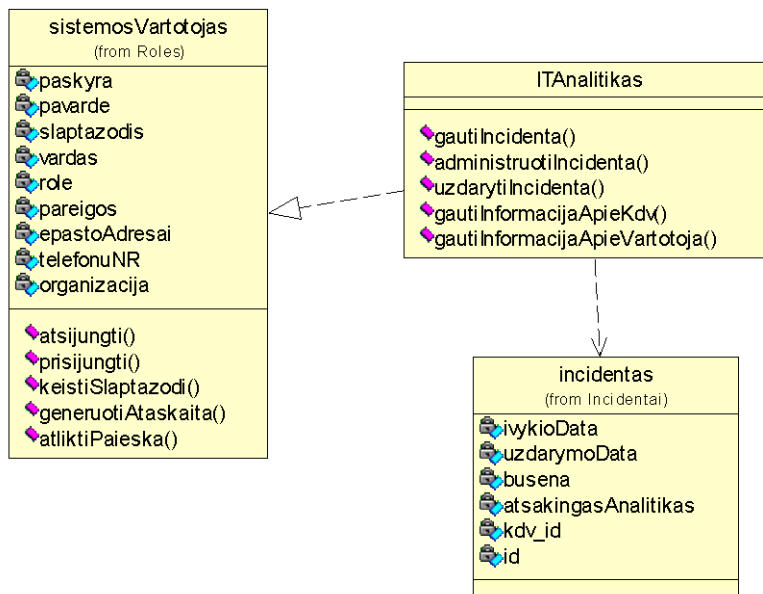 sistemosVartotojas
(from Roles)
paskyra
pavarde
slaptazodis
vardas
role
pareigos
epastoAdresai
telefonuNR
organizacija
atsijungti()
prisijungti()
keistiSlaptazodi()
generuotiAtaskaita()
atliktiPaieska()
ITAnalitikas
gautiIncidenta()
administruotiIncidenta()
uzdarytiIncidenta()
gautiInformacijaApieKdv()
gautiInformacijaApieVartotoja()
incidentas
(from Incidentai)
ivykioData
uzdarymoData
busena
atsakingasAnalitikas
kdv_id
id